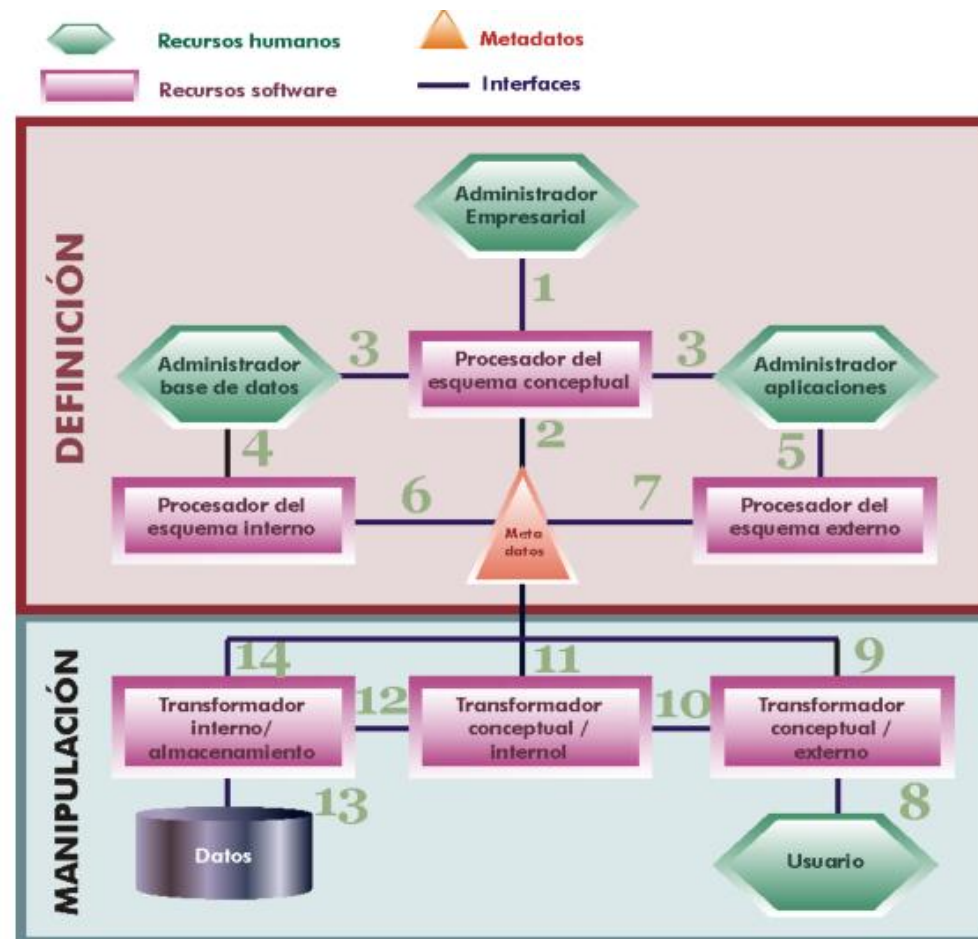 Recursos humanos
Metadatos
Recursos software
Interfaces
DEFINICIÓN
Administrador
Empresarial
1
Administrador
base de datos
3
Procesador del
esquema conceptual
3
Administrador
aplicaciones
4
2
5
Procesador del
esquema interno
6
Meta
datos
7
Procesador del
esquema externo
MANIPULACIÓN
14
11
9
Transformador
interno/
almacenamiento
12
Transformador
conceptual /
internol
10
Transformador
conceptual /
externo
13
8
Datos
Usuario